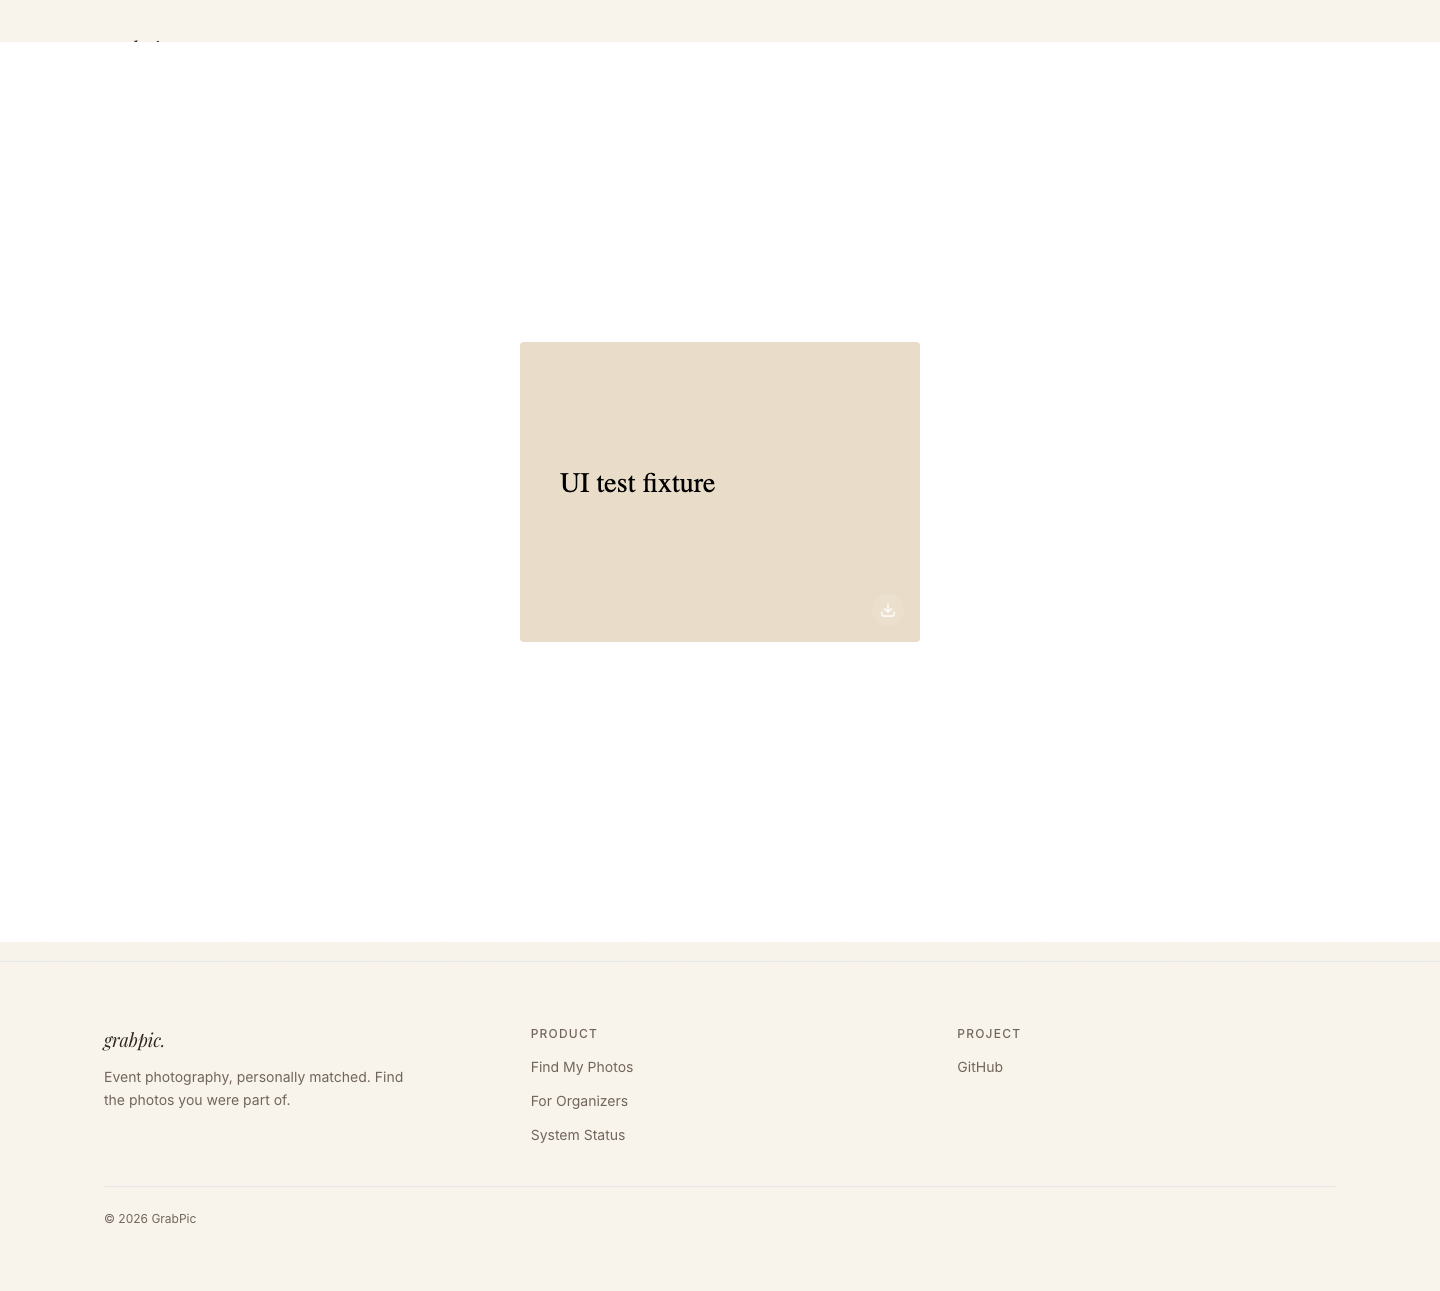 UI test fixture
grabpic.
Event photography, personally matched. Find
the photos you were part of.
PRODUCT
Find My Photos
For Organizers
System Status
PROJECT
GitHub
© 2026 GrabPic